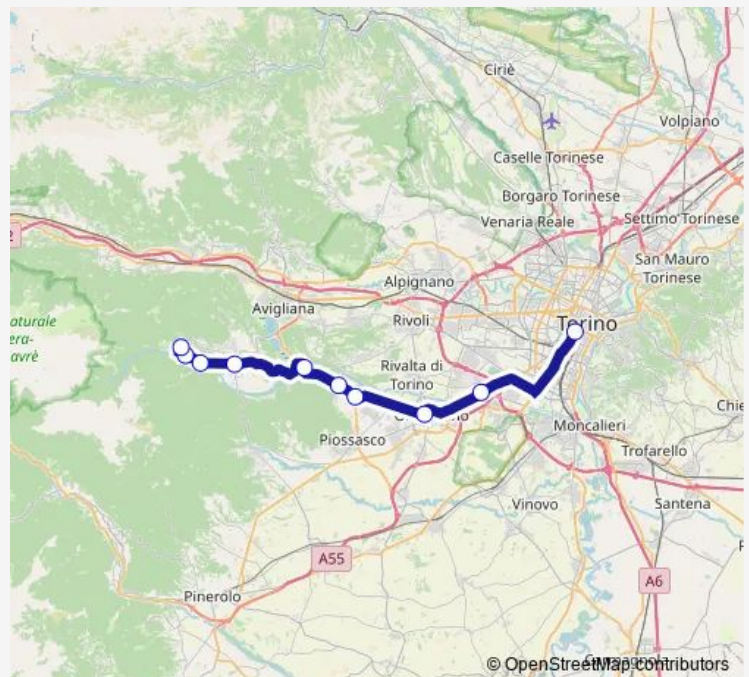 Ciriè
Volpiano
Caselle Torinese
Borgaro Torinese
Venaria Reale
Settimo Torinese
2
San Mauro
Torinese
Alpignano
Avigliana
Rivoli
Torino
aturale
era-
avrè
Rivalta di
Torino
Chie
Moncalieri
Piossasco
Trofarello
Vinovo
Santena
A55
A6
Pinerolo
© OpenStreetMap contributors